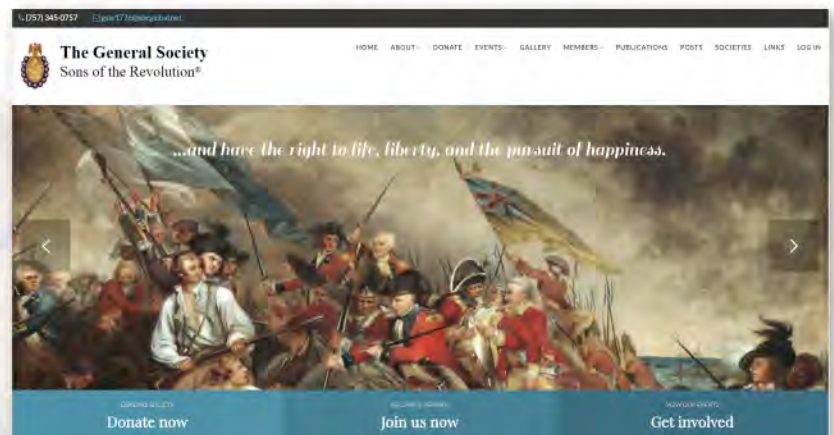 (757) 345-0757
The General Society
Sons of the Revolution®
HOME ABOUT DONATE EVENTS GALLERY MEMBERS PUBLICATIONS POSTS SOCIETIES LINKS LOG IN
...and have the right to life, liberty, and the pursuit of happiness.
Donate now Join us now Get involved